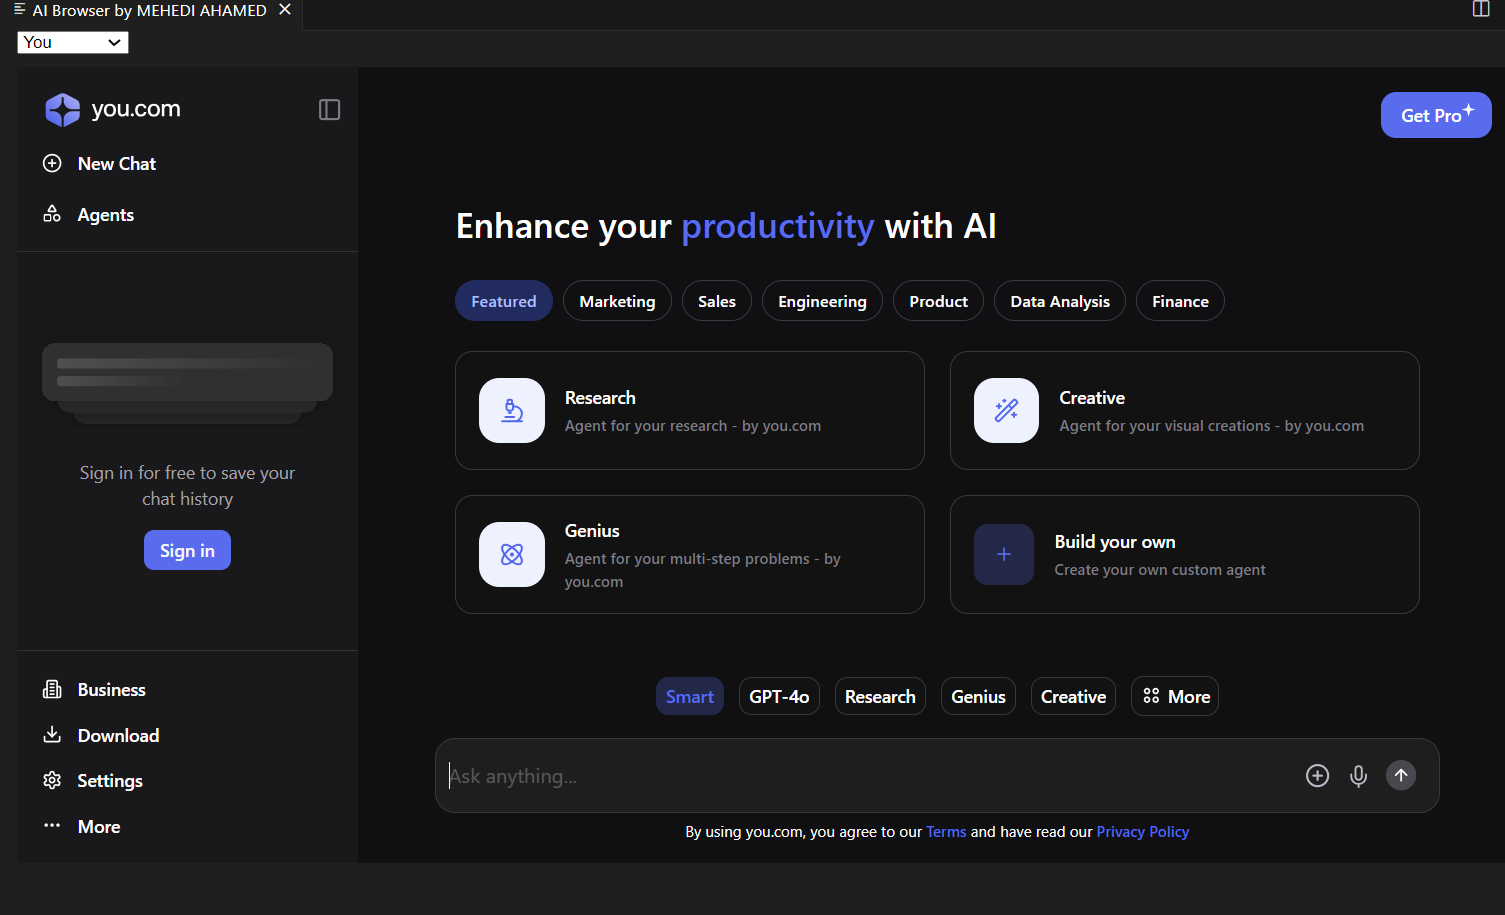 AI Browser by MEHEDI AHAMED
You
you.com
New Chat
Agents
Sign in for free to save your
chat history
Sign in
Business
Download
Settings
More
Get Pro
Enhance your productivity with AI
Featured
Marketing
Sales
Engineering
Product
Data Analysis
Finance
Research
Agent for your research - by you.com
Creative
Agent for your visual creations - by you.com
Genius
Agent for your multi-step problems - by
you.com
Build your own
Create your own custom agent
Smart
GPT-4o
Research
Genius
Creative
More
Ask anything...
By using you.com, you agree to our Terms and have read our Privacy Policy